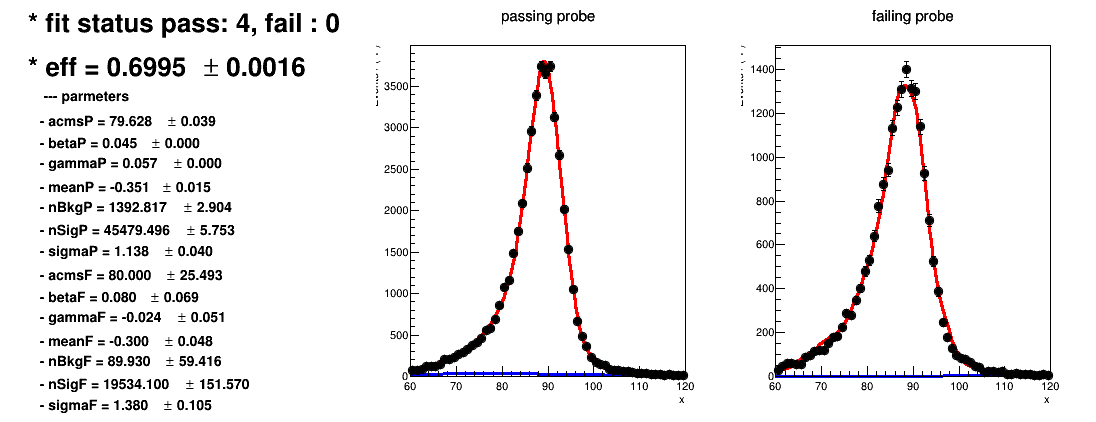 * fit status pass: 4, fail : 0
* eff = 0.6995 ± 0.0016
--- parmeters
- acmsP = 79.628 ± 0.039
- betaP = 0.045 ± 0.000
- gammaP = 0.057 ± 0.000
- meanP = -0.351 ± 0.015
- nBkgP = 1392.817 ± 2.904
- nSigP = 45479.496 ± 5.753
- sigmaP = 1.138 ± 0.040
- acmsF = 80.000 ± 25.493
- betaF = 0.080 ± 0.069
- gammaF = -0.024 ± 0.051
- meanF = -0.300 ± 0.048
- nBkgF = 89.930 ± 59.416
- nSigF = 19534.100 ± 151.570
- sigmaF = 1.380 ± 0.105
passing probe
3500
3000
2500
2000
1500
1000
500
0
60 70 80 90 100 110 120
x
failing probe
1400
1200
1000
800
600
400
200
0
60 70 80 90 100 110 120
x